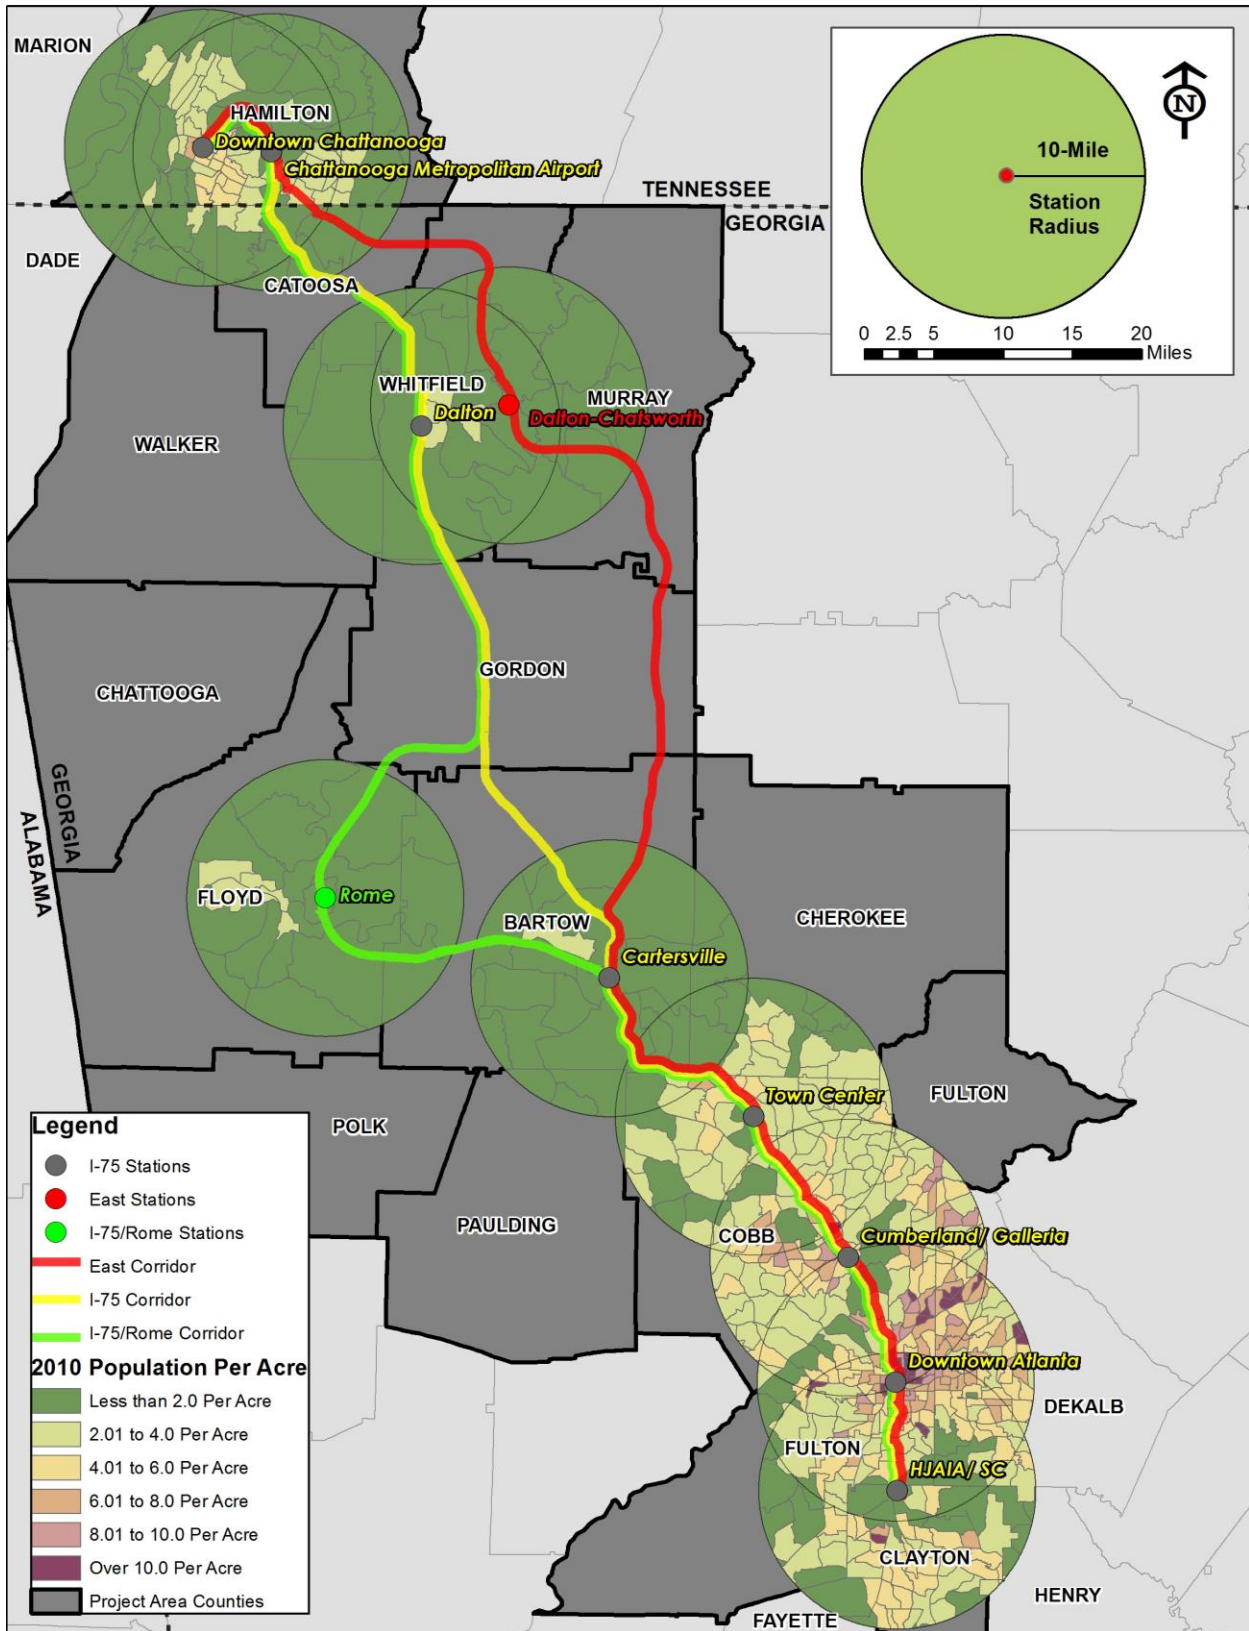 MARION
HAMILTON
Downtown Chattanooga
Chattanooga Metropolitan Airport
TENNESSEE
GEORGIA
10-Mile
Station
Radius
N
0 2.5 5 10 15 20
Miles
DADE
CATOOSA
WHITFIELD
MURRAY
Dalton
Dalton-Chatsworth
WALKER
GORDON
CHATTOOGA
GEORGIA
ALABAMA
FLOYD
Rome
BARTOW
CHEROKEE
Cartersville
Town Center
FULTON
POLK
PAULDING
COBB
Cumberland/ Galleria
Downtown Atlanta
DEKALB
FULTON
HJAIA/ SC
CLAYTON
HENRY
FAYETTE
Legend
I-75 Stations
East Stations
I-75/Rome Stations
East Corridor
I-75 Corridor
I-75/Rome Corridor
2010 Population Per Acre
Less than 2.0 Per Acre
2.01 to 4.0 Per Acre
4.01 to 6.0 Per Acre
6.01 to 8.0 Per Acre
8.01 to 10.0 Per Acre
Over 10.0 Per Acre
Project Area Counties